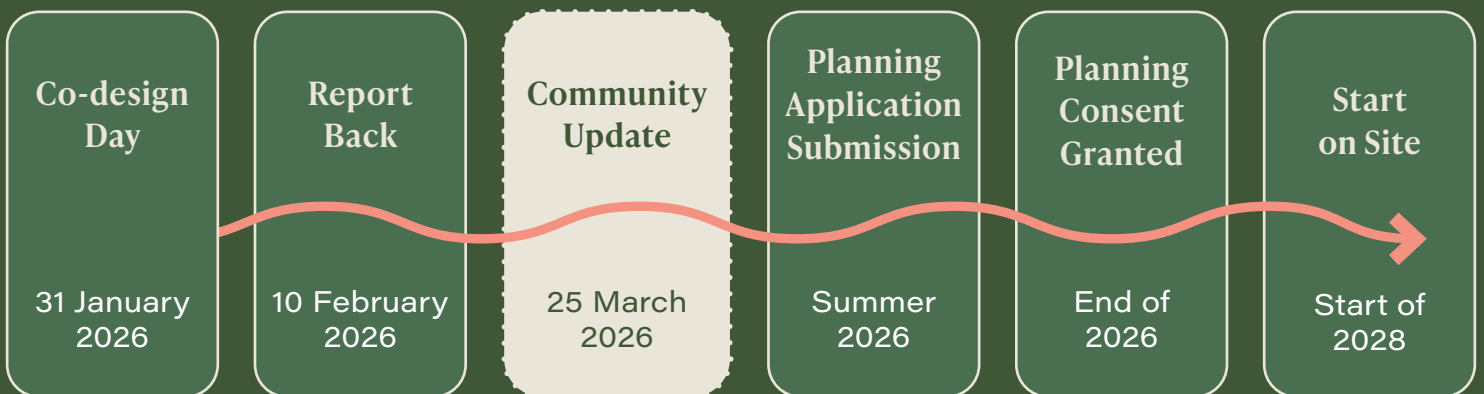 Co-design
Day
31 January
2026
Report
Back
10 February
2026
Community
Update
25 March
2026
Planning
Application
Submission
Summer
2026
Planning
Consent
Granted
End of
2026
Start
on Site
Start of
2028